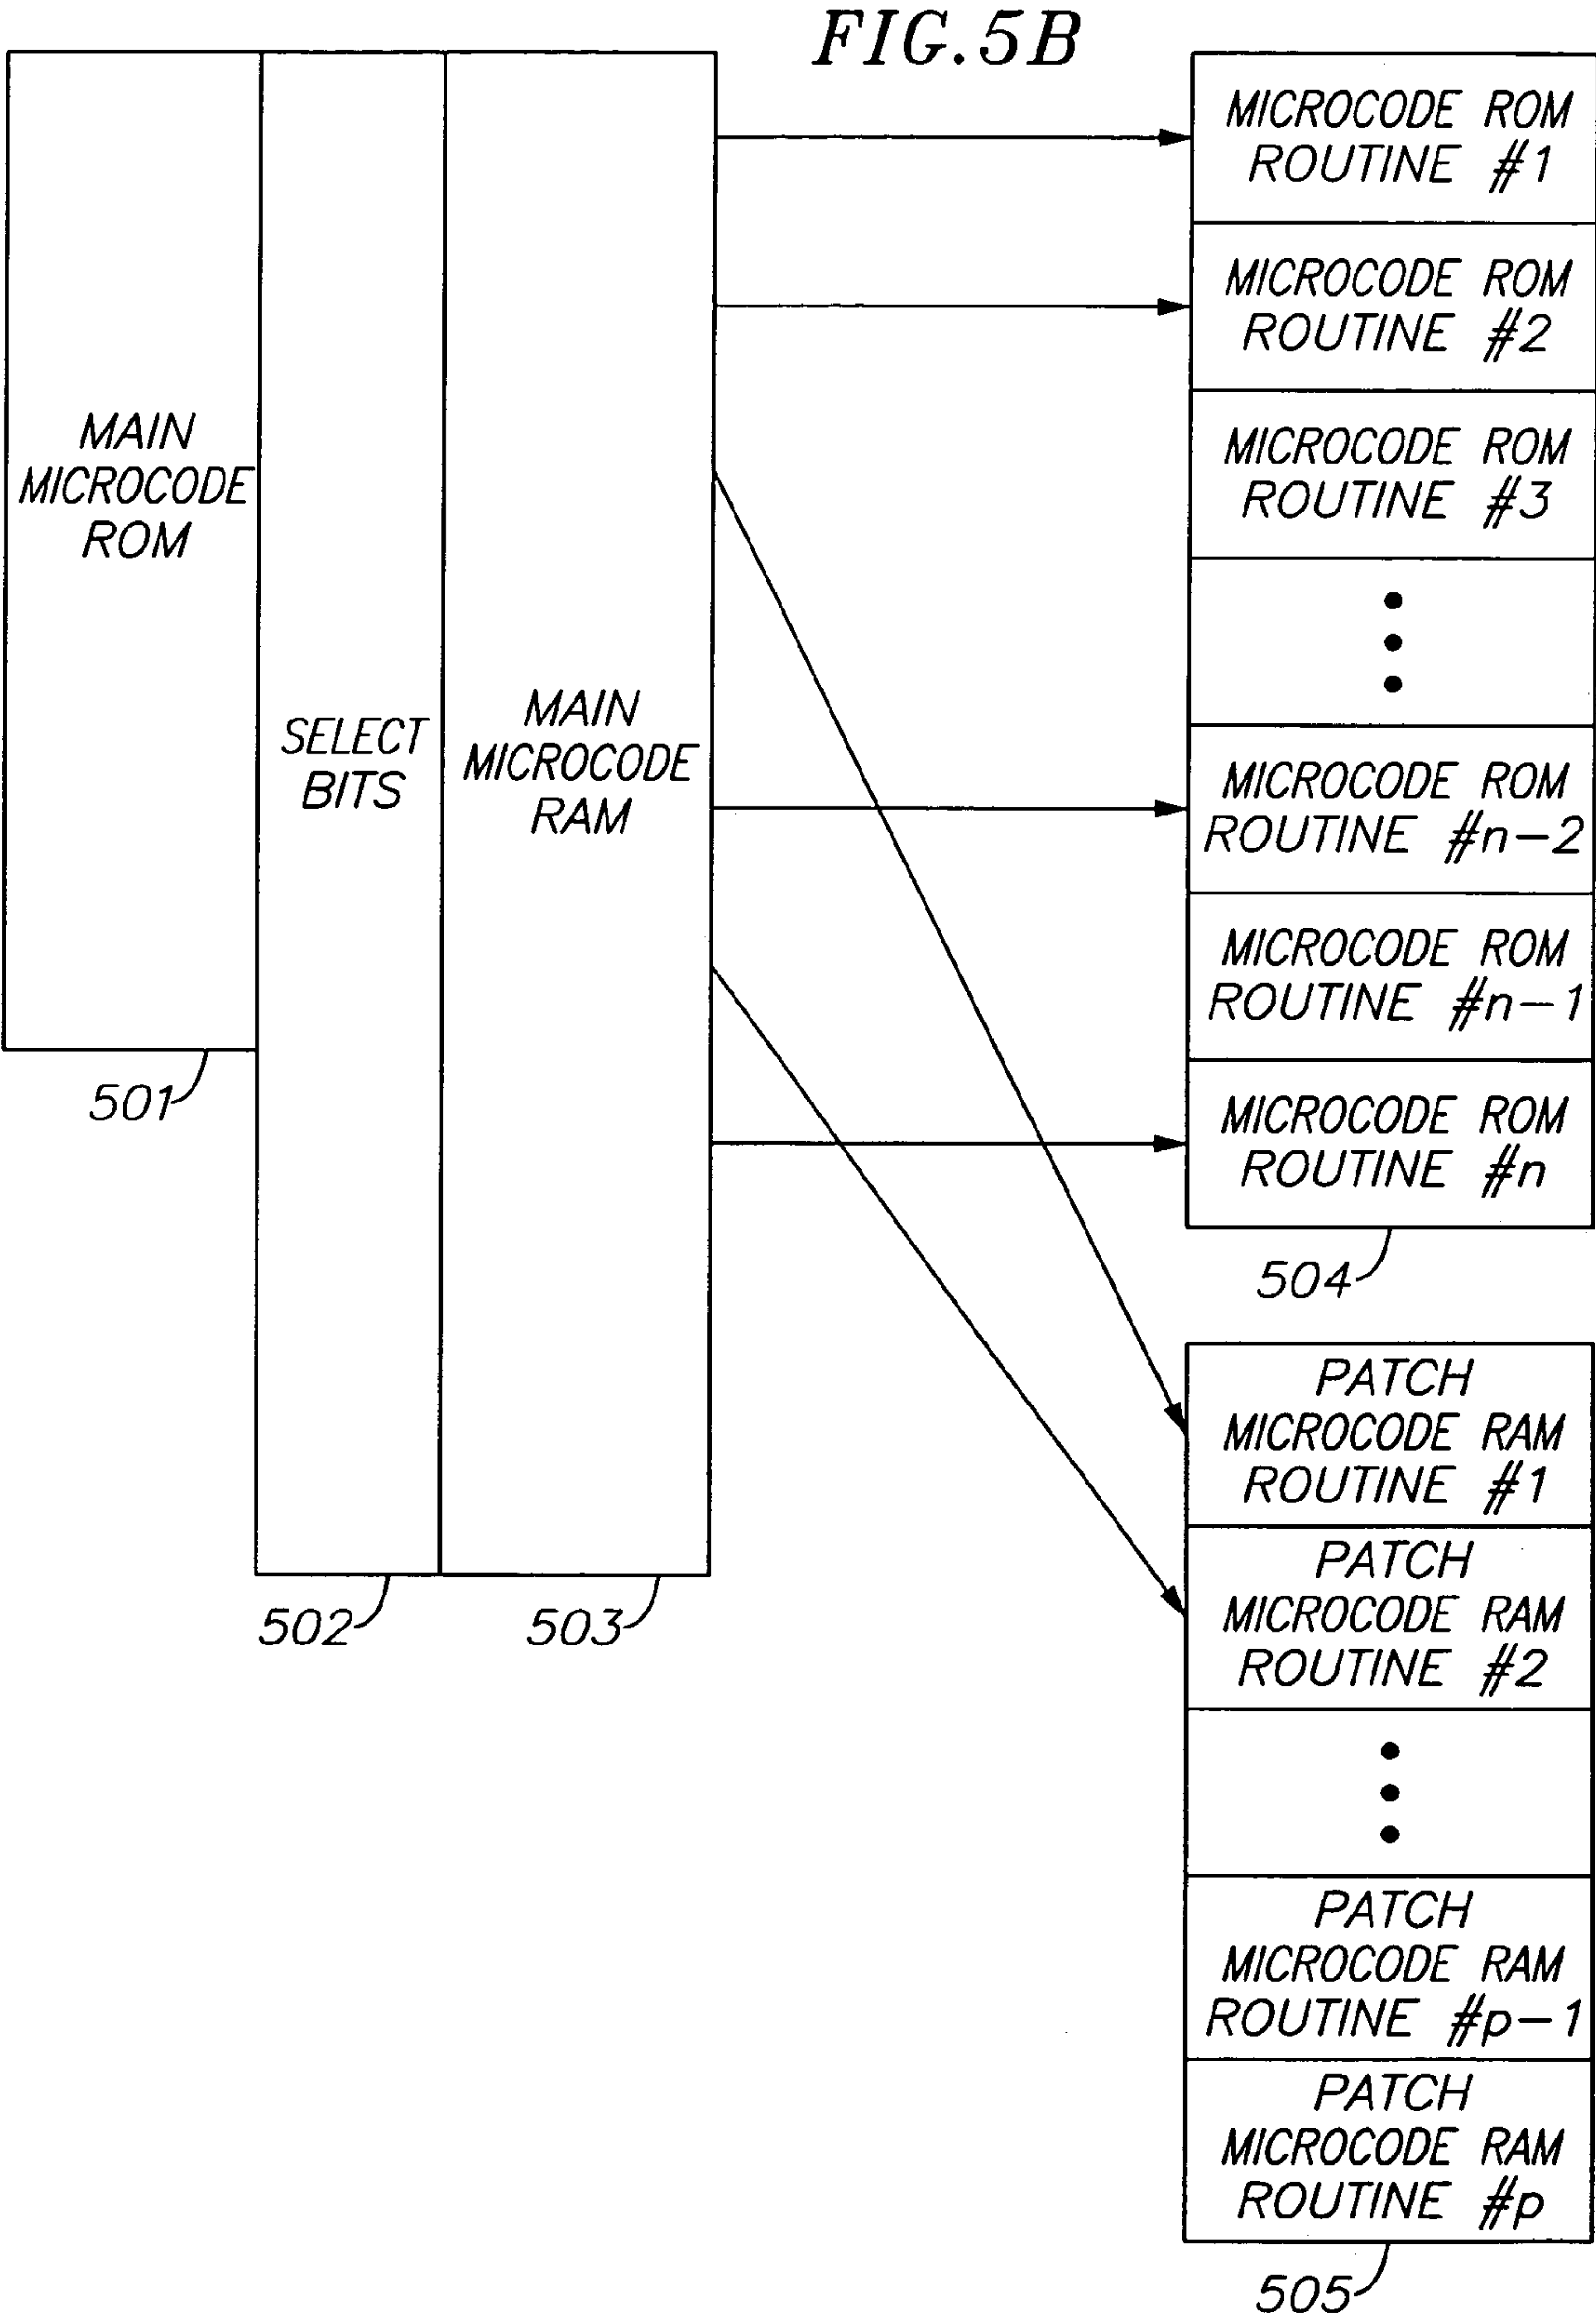 FIG.5B
MAIN
MICROCODE
ROM
501
SELECT
BITS
502
MAIN
MICROCODE
RAM
503
MICROCODE ROM
ROUTINE #1
MICROCODE ROM
ROUTINE #2
MICROCODE ROM
ROUTINE #3
MICROCODE ROM
ROUTINE #n-2
MICROCODE ROM
ROUTINE #n-1
MICROCODE ROM
ROUTINE #n
504
PATCH
MICROCODE RAM
ROUTINE #1
PATCH
MICROCODE RAM
ROUTINE #2
PATCH
MICROCODE RAM
ROUTINE #p-1
PATCH
MICROCODE RAM
ROUTINE #p
505